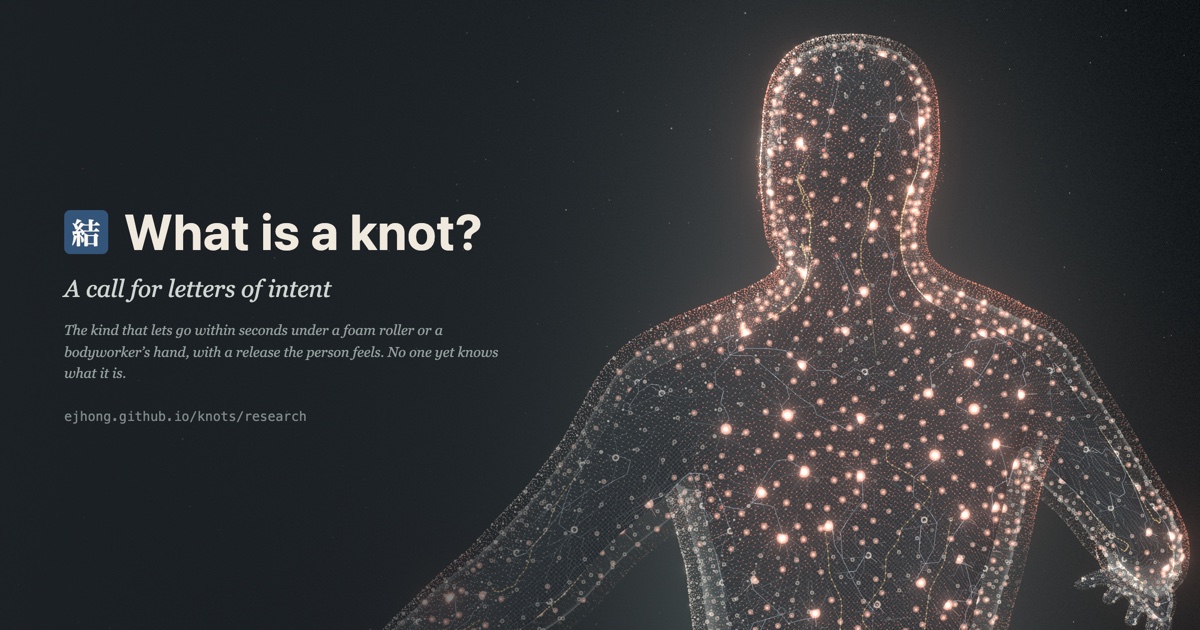 結 What is a knot?
A call for letters of intent
The kind that lets go within seconds under a foam roller or a
bodyworker’s hand, with a release the person feels. No one yet knows
what it is.
ejhong.github.io/knots/research